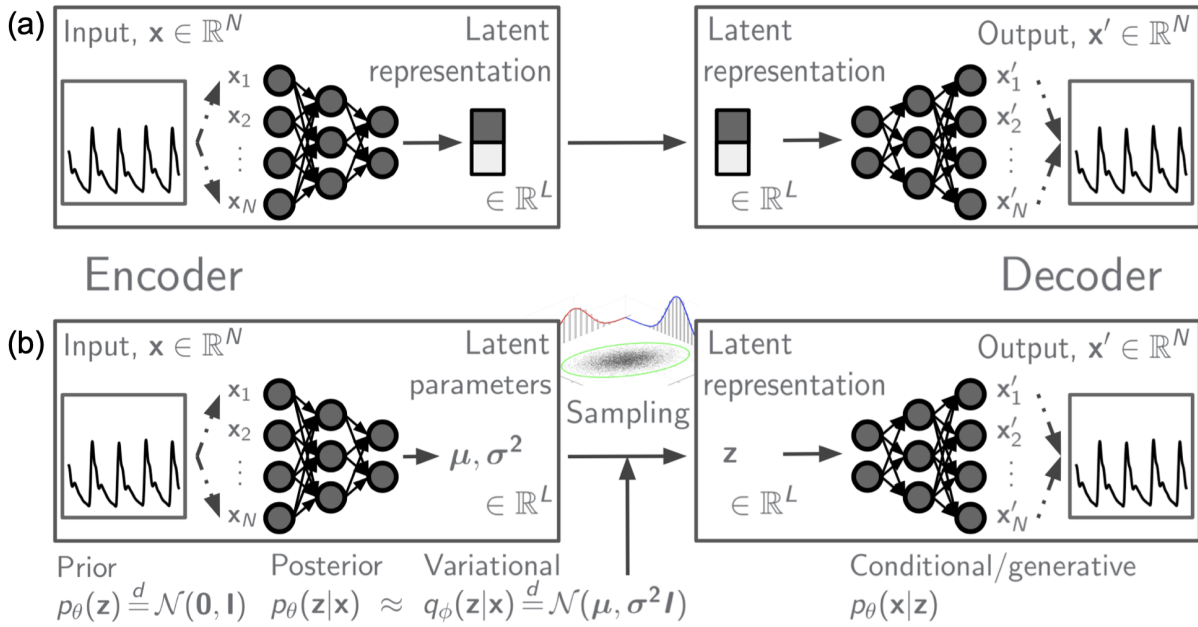 (a)
Input, x ∈ ℝ^N
Latent
representation
x₁
x₂
⋮
x_N
∈ ℝ^L
Latent
representation
∈ ℝ^L
Output, x′ ∈ ℝ^N
x′₁
x′₂
⋮
x′_N
Encoder
Decoder
(b)
Input, x ∈ ℝ^N
Latent
parameters
x₁
x₂
⋮
x_N
μ, σ²
∈ ℝ^L
Sampling
Latent
representation
z
∈ ℝ^L
Output, x′ ∈ ℝ^N
x′₁
x′₂
⋮
x′_N
Prior
p_θ(z) =^d 𝒩(0, I)
Posterior
p_θ(z|x) ≈
Variational
q_ϕ(z|x) =^d 𝒩(μ, σ²I)
Conditional/generative
p_θ(x|z)